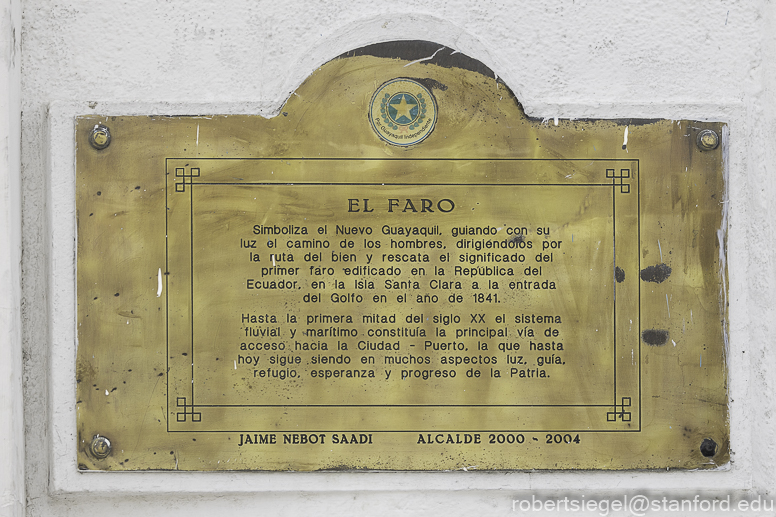 Por Guayaquil Independiente
EL FARO
Simboliza el Nuevo Guayaquil, guiando con su
luz el camino de los hombres, dirigiéndolos por
la ruta del bien y rescata el significado del
primer faro edificado en la República del
Ecuador, en la Isla Santa Clara a la entrada
del Golfo en el año de 1841.
Hasta la primera mitad del siglo XX el sistema
fluvial y marítimo constituía la principal vía de
acceso hacia la Ciudad - Puerto, la que hasta
hoy sigue siendo en muchos aspectos luz, guía,
refugio, esperanza y progreso de la Patria.
JAIME NEBOT SAADI ALCALDE 2000 - 2004
robertsiegel@stanford.edu